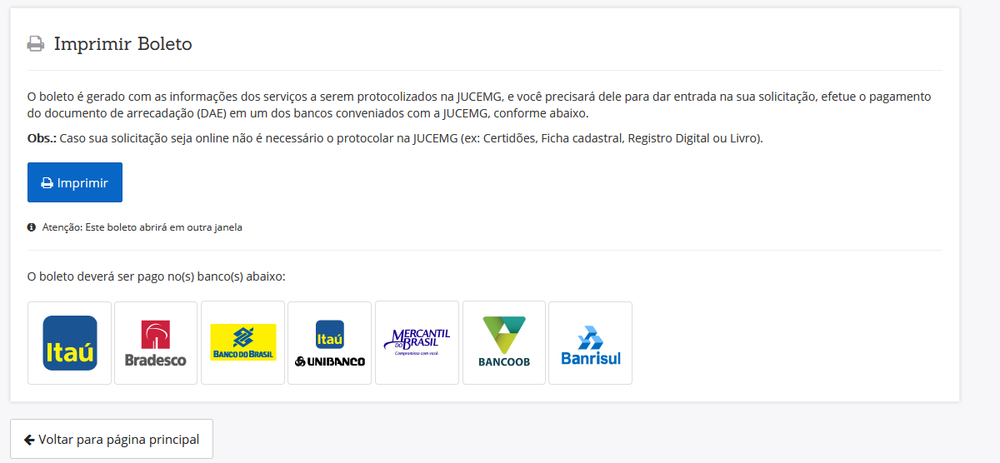 Imprimir Boleto
O boleto é gerado com as informações dos serviços a serem protocolizados na JUCEMG, e você precisará dele para dar entrada na sua solicitação, efetue o pagamento
do documento de arrecadação (DAE) em um dos bancos conveniados com a JUCEMG, conforme abaixo.
Obs.: Caso sua solicitação seja online não é necessário o protocolar na JUCEMG (ex: Certidões, Ficha cadastral, Registro Digital ou Livro).
Imprimir
Atenção: Este boleto abrirá em outra janela
O boleto deverá ser pago no(s) banco(s) abaixo:
Itaú
Bradesco
BANCO DO BRASIL
Itaú
UNIBANCO
MERCANTIL
DO BRASIL
Compromisso com você.
BANCOOB
Banrisul
Voltar para página principal